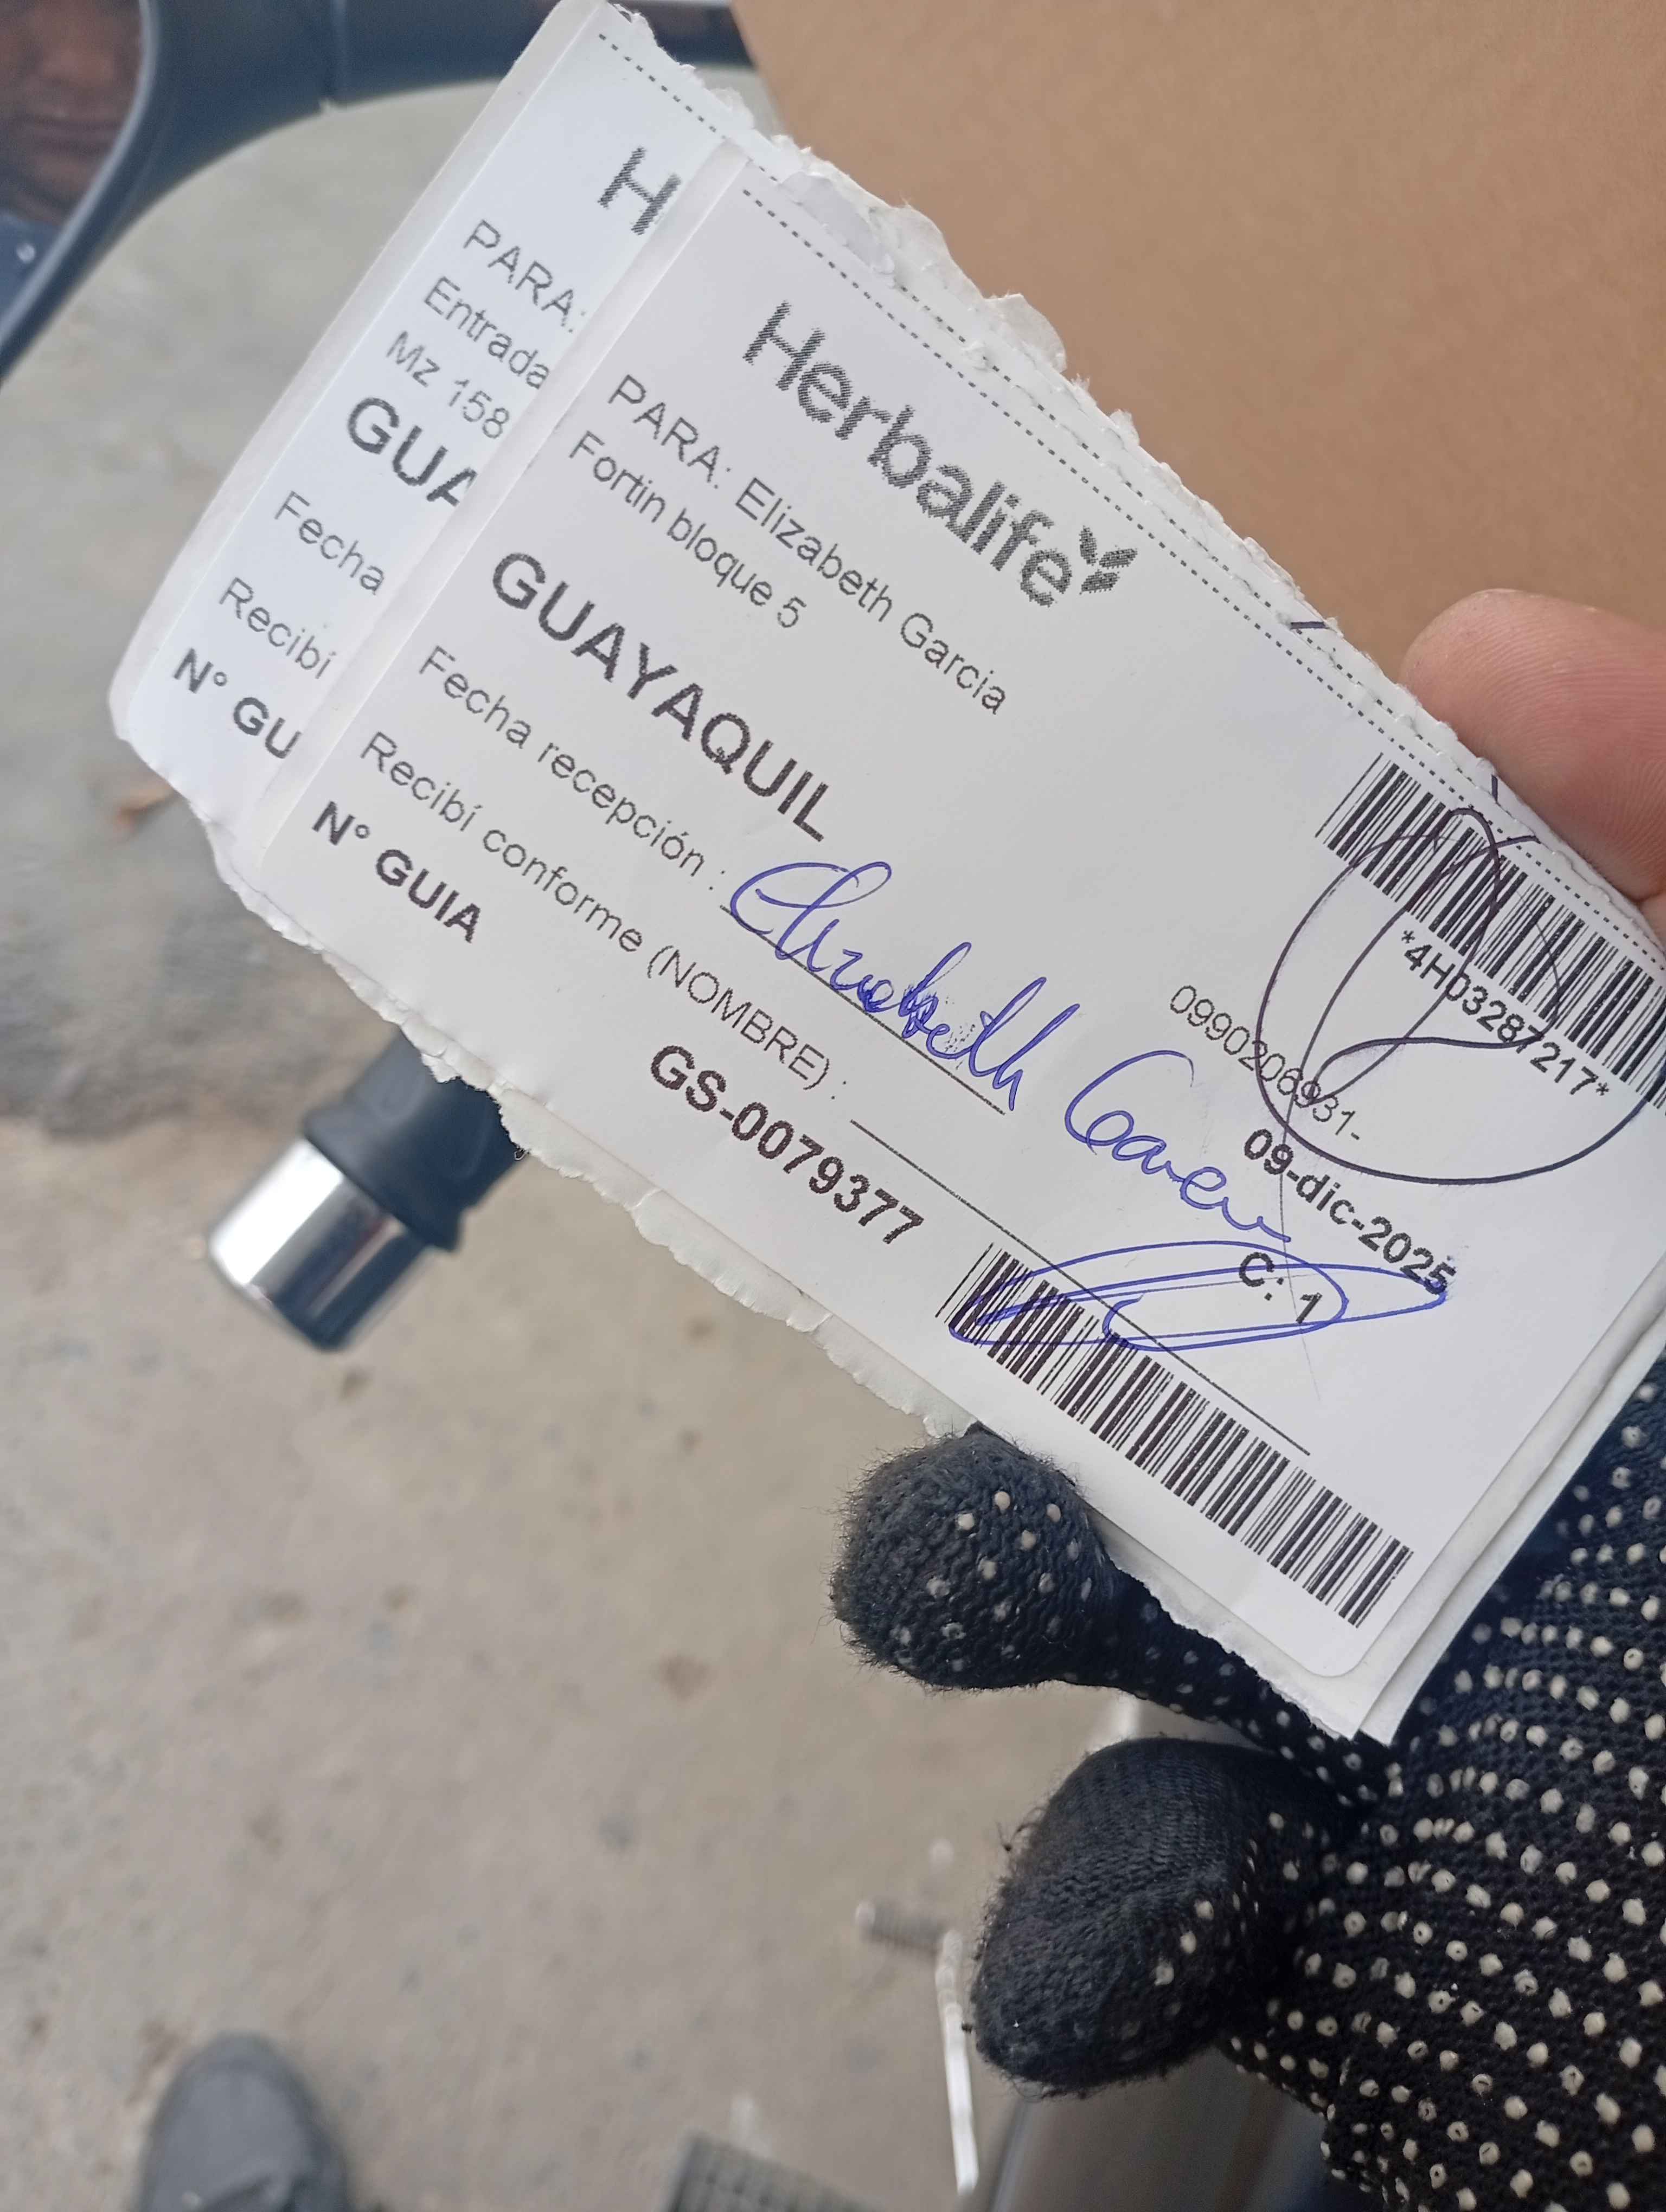 H
PARA:
Entrada
Mz 158
GUA
Fecha
Recibí
N° GU
Herbalife
PARA: Elizabeth Garcia
Fortin bloque 5
GUAYAQUIL
*4H03287217*
0990206931-
09-dic-2025
C: 1
Fecha recepción :
Elizabeth
Recibí conforme (NOMBRE) :
N° GUIA
GS-0079377